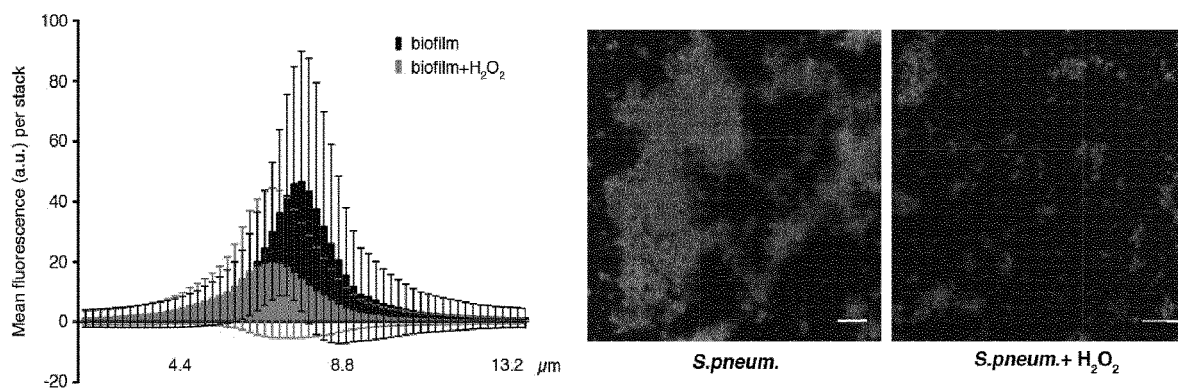 100
80
60
40
20
0
-20
Mean fluorescence (a.u.) per stack
biofilm
biofilm+H₂O₂
4.4 8.8 13.2 µm
S.pneum.
S.pneum.+ H₂O₂